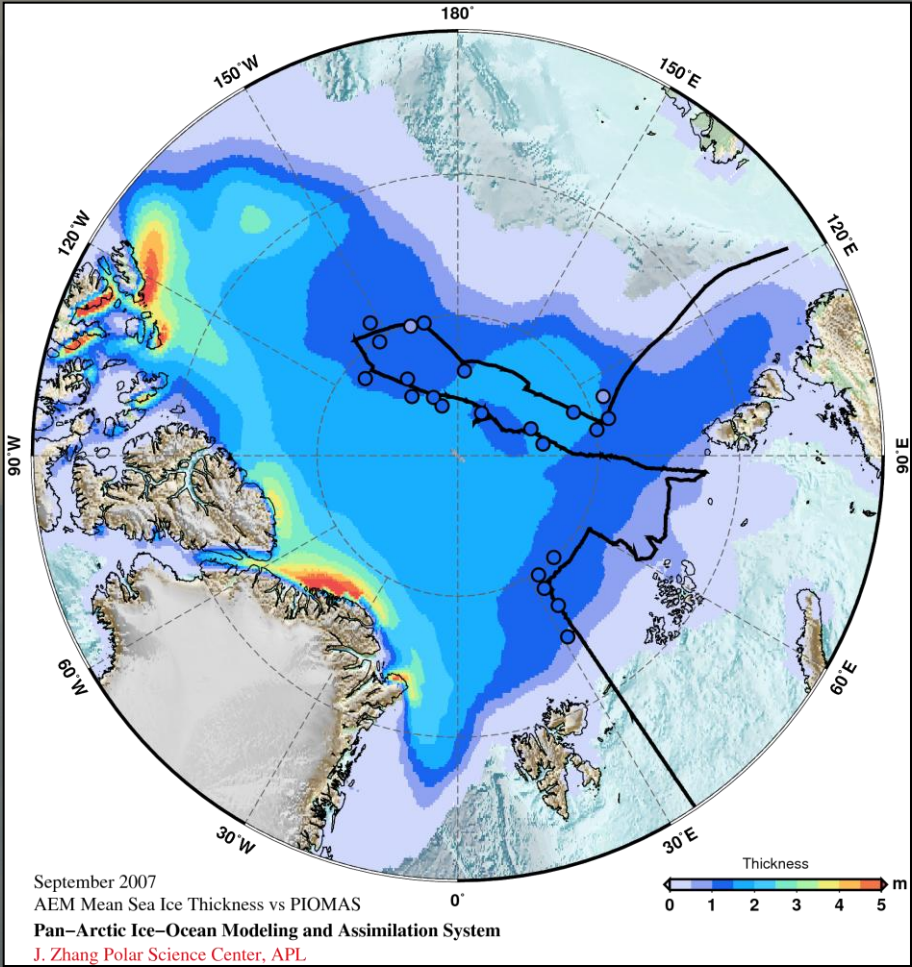 180°
150°W
150°E
120°W
120°E
90°W
90°E
60°W
60°E
30°W
30°E
0°
Thickness
m
0 1 2 3 4 5
September 2007
AEM Mean Sea Ice Thickness vs PIOMAS
Pan−Arctic Ice−Ocean Modeling and Assimilation System
J. Zhang Polar Science Center, APL